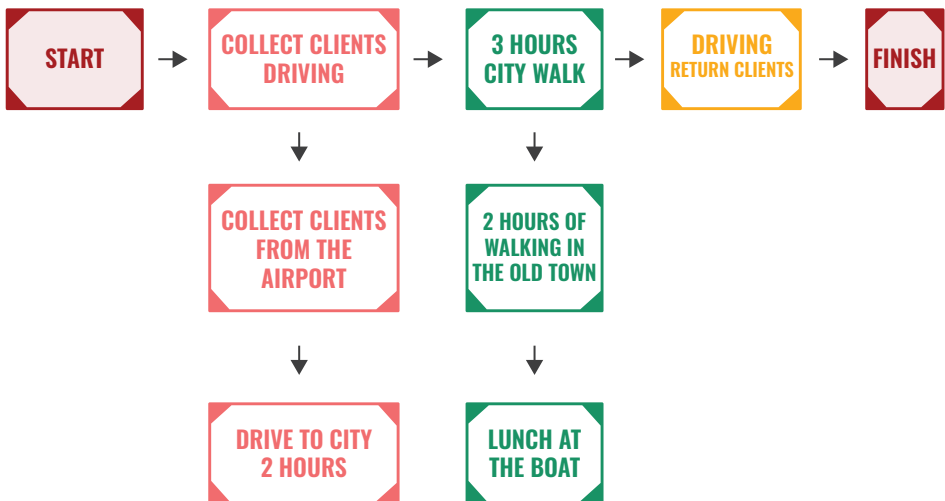 START
COLLECT CLIENTS
DRIVING
3 HOURS
CITY WALK
DRIVING
RETURN CLIENTS
FINISH
COLLECT CLIENTS
FROM THE
AIRPORT
2 HOURS OF
WALKING IN
THE OLD TOWN
DRIVE TO CITY
2 HOURS
LUNCH AT
THE BOAT